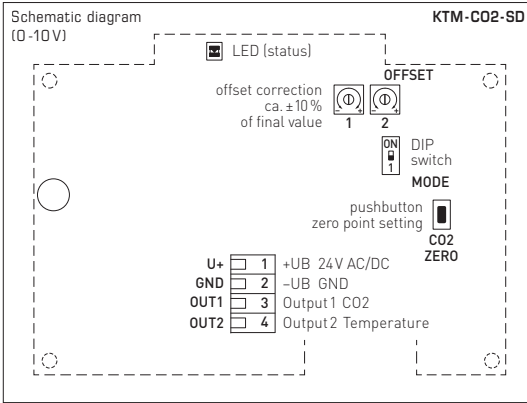 Schematic diagram
(0 -10 V)
KTM-CO2-SD
LED (status)
OFFSET
offset correction
ca. ± 10 %
of final value
- + - +
1 2
ON
1
DIP
switch
MODE
pushbutton
zero point setting
CO2
ZERO
U+ 1 +UB 24 V AC/DC
GND 2 –UB GND
OUT1 3 Output 1 CO2
OUT2 4 Output 2 Temperature